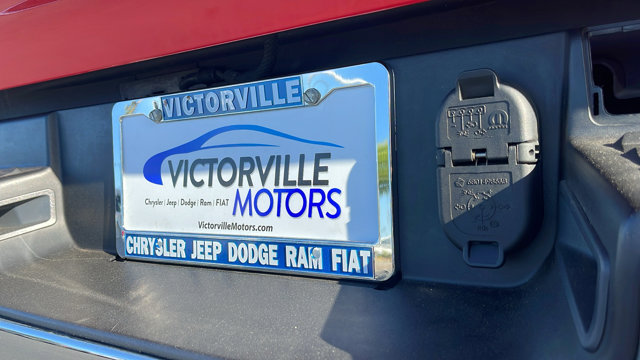 VICTORVILLE
VICTORVILLE
MOTORS
Chrysler | Jeep | Dodge | Ram | FIAT
VictorvilleMotors.com
CHRYSLER JEEP DODGE RAM FIAT